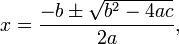 x = \frac{-b \pm \sqrt{b^2 - 4ac}}{2a},